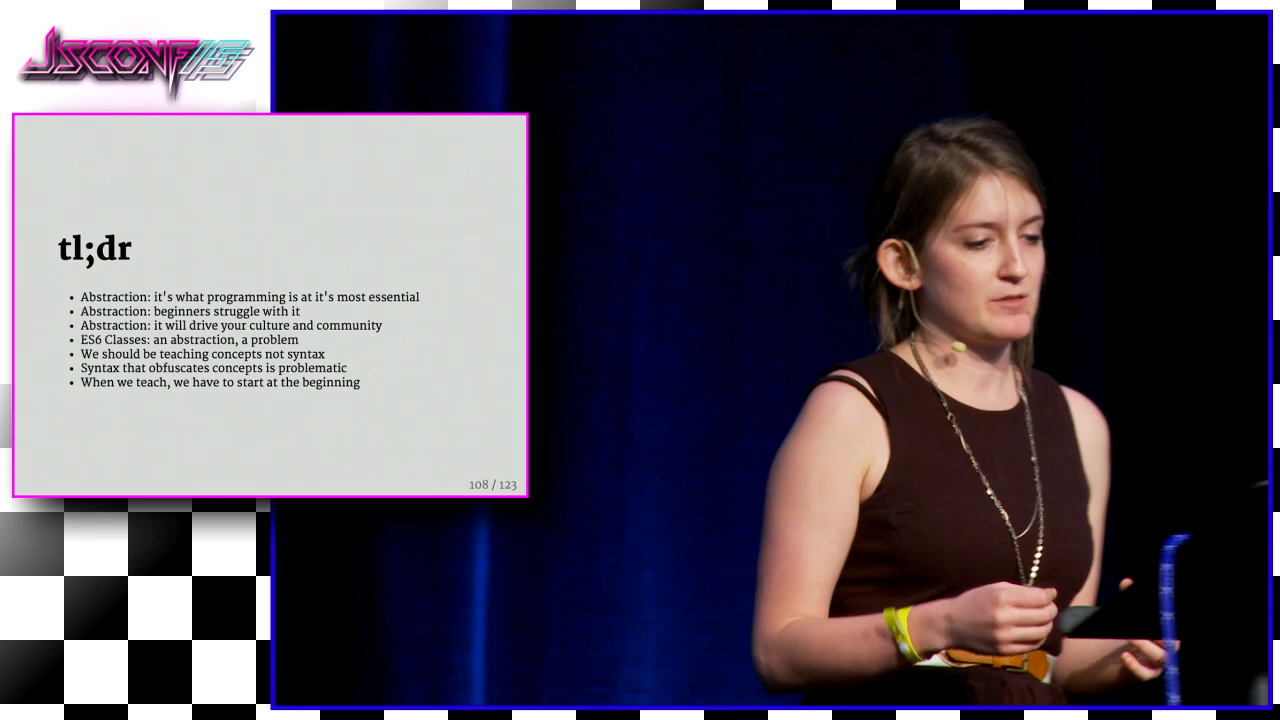 JSCONF/15
tl;dr
• Abstraction: it's what programming is at it's most essential
• Abstraction: beginners struggle with it
• Abstraction: it will drive your culture and community
• ES6 Classes: an abstraction, a problem
• We should be teaching concepts not syntax
• Syntax that obfuscates concepts is problematic
• When we teach, we have to start at the beginning
108 / 123